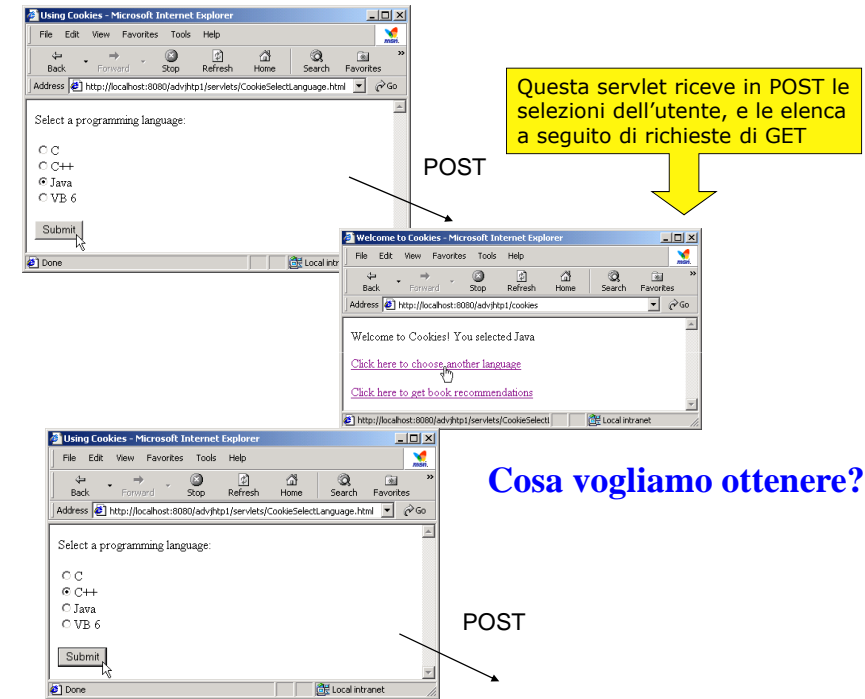 Using Cookies - Microsoft Internet Explorer
File Edit View Favorites Tools Help
msn.
Back Forward Stop Refresh Home Search Favorites »
Address http://localhost:8080/advjhtp1/servlets/CookieSelectLanguage.html Go
Select a programming language:
C
C++
Java
VB 6
Submit
Done Local intr
POST
Questa servlet riceve in POST le
selezioni dell'utente, e le elenca
a seguito di richieste di GET
Welcome to Cookies - Microsoft Internet Explorer
File Edit View Favorites Tools Help
msn.
Back Forward Stop Refresh Home Search Favorites »
Address http://localhost:8080/advjhtp1/cookies Go
Welcome to Cookies! You selected Java
Click here to choose another language
Click here to get book recommendations
http://localhost:8080/advjhtp1/servlets/CookieSelectL Local intranet
Cosa vogliamo ottenere?
Using Cookies - Microsoft Internet Explorer
File Edit View Favorites Tools Help
msn.
Back Forward Stop Refresh Home Search Favorites »
Address http://localhost:8080/advjhtp1/servlets/CookieSelectLanguage.html Go
Select a programming language:
C
C++
Java
VB 6
Submit
Done Local intranet
POST